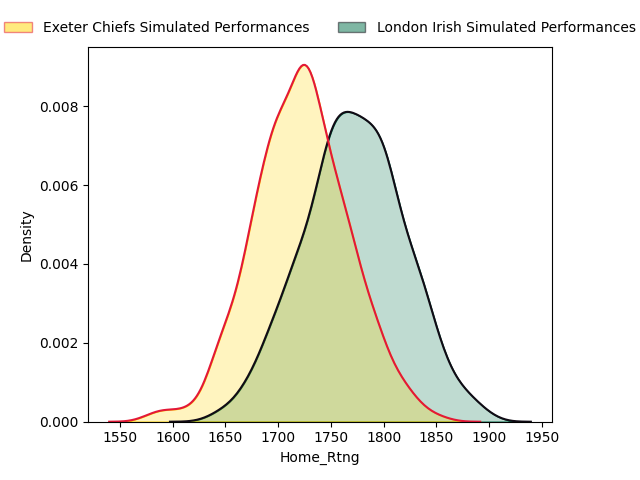 Exeter Chiefs Simulated Performances London Irish Simulated Performances
0.008
0.006
0.004
0.002
0.000
Density
1550 1600 1650 1700 1750 1800 1850 1900 1950
Home_Rtng